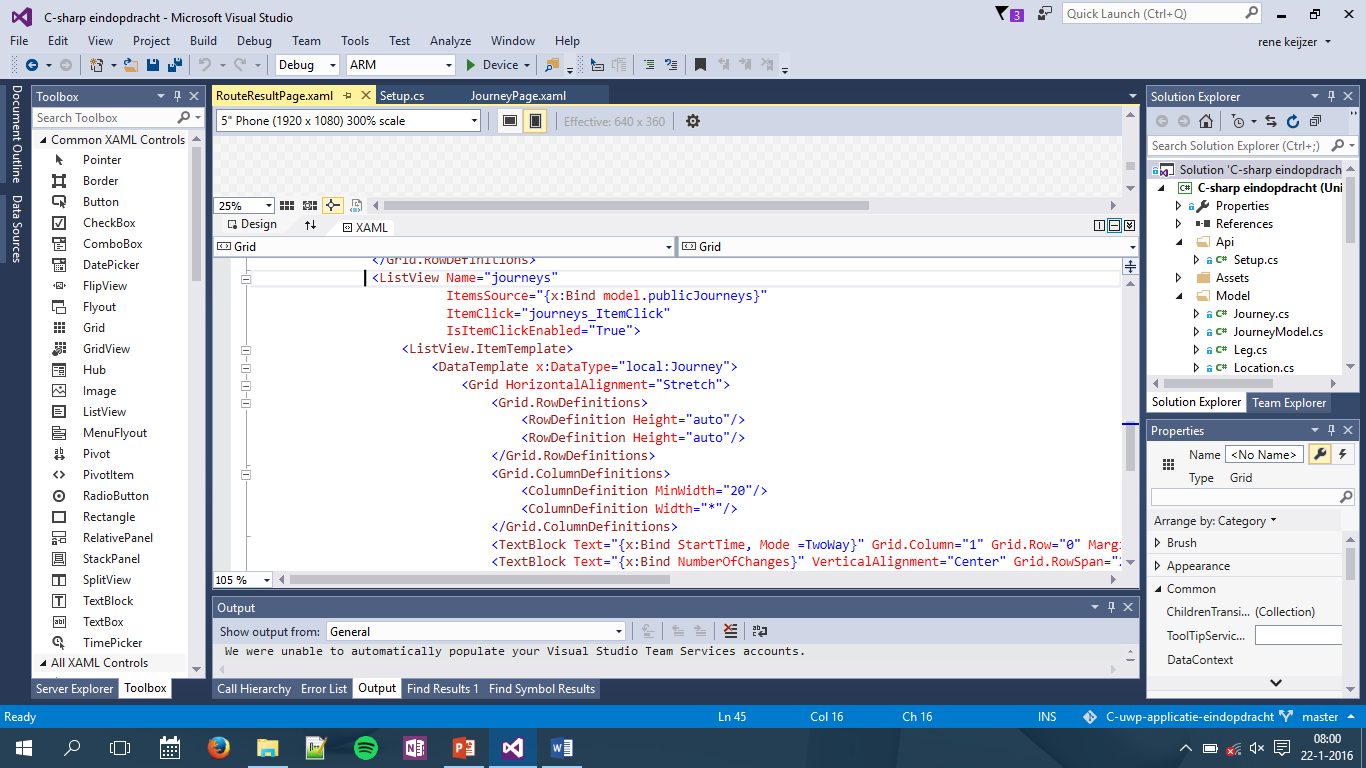 C-sharp eindopdracht - Microsoft Visual Studio
3
Quick Launch (Ctrl+Q)
File Edit View Project Build Debug Team Tools Test Analyze Window Help
rene keijzer
Debug ARM Device
Document Outline
Data Sources
Toolbox
Search Toolbox
Common XAML Controls
Pointer
Border
Button
CheckBox
ComboBox
DatePicker
FlipView
Flyout
Grid
GridView
Hub
Image
ListView
MenuFlyout
Pivot
PivotItem
RadioButton
Rectangle
RelativePanel
StackPanel
SplitView
TextBlock
TextBox
TimePicker
All XAML Controls
Server Explorer Toolbox
RouteResultPage.xaml Setup.cs JourneyPage.xaml
5" Phone (1920 x 1080) 300% scale
Effective: 640 x 360
25%
Design XAML
Grid Grid
</Grid.RowDefinitions>
<ListView Name="journeys"
ItemsSource="{x:Bind model.publicJourneys}"
ItemClick="journeys_ItemClick"
IsItemClickEnabled="True">
<ListView.ItemTemplate>
<DataTemplate x:DataType="local:Journey">
<Grid HorizontalAlignment="Stretch">
<Grid.RowDefinitions>
<RowDefinition Height="auto"/>
<RowDefinition Height="auto"/>
</Grid.RowDefinitions>
<Grid.ColumnDefinitions>
<ColumnDefinition MinWidth="20"/>
<ColumnDefinition Width="*"/>
</Grid.ColumnDefinitions>
<TextBlock Text="{x:Bind StartTime, Mode =TwoWay}" Grid.Column="1" Grid.Row="0" Margi
<TextBlock Text="{x:Bind NumberOfChanges}" VerticalAlignment="Center" Grid.RowSpan="2
105 %
Output
Show output from: General
We were unable to automatically populate your Visual Studio Team Services accounts.
Call Hierarchy Error List Output Find Results 1 Find Symbol Results
Solution Explorer
Search Solution Explorer (Ctrl+;)
Solution 'C-sharp eindopdrach
C-sharp eindopdracht (Uni
Properties
References
Api
Setup.cs
Assets
Model
Journey.cs
JourneyModel.cs
Leg.cs
Location.cs
Solution Explorer Team Explorer
Properties
Name <No Name>
Type Grid
Arrange by: Category
Brush
Appearance
Common
ChildrenTransi... (Collection)
ToolTipServic...
DataContext
Ready Ln 45 Col 16 Ch 16 INS C-uwp-applicatie-eindopdracht master
08:00
22-1-2016